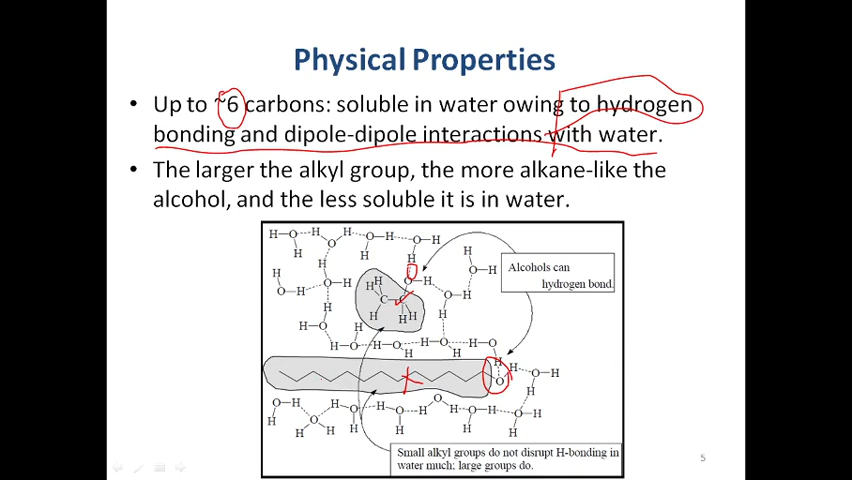 Physical Properties
• Up to ~6 carbons: soluble in water owing to hydrogen
bonding and dipole-dipole interactions with water.
• The larger the alkyl group, the more alkane-like the
alcohol, and the less soluble it is in water.
Alcohols can
hydrogen bond.
Small alkyl groups do not disrupt H-bonding in
water much; large groups do.
5